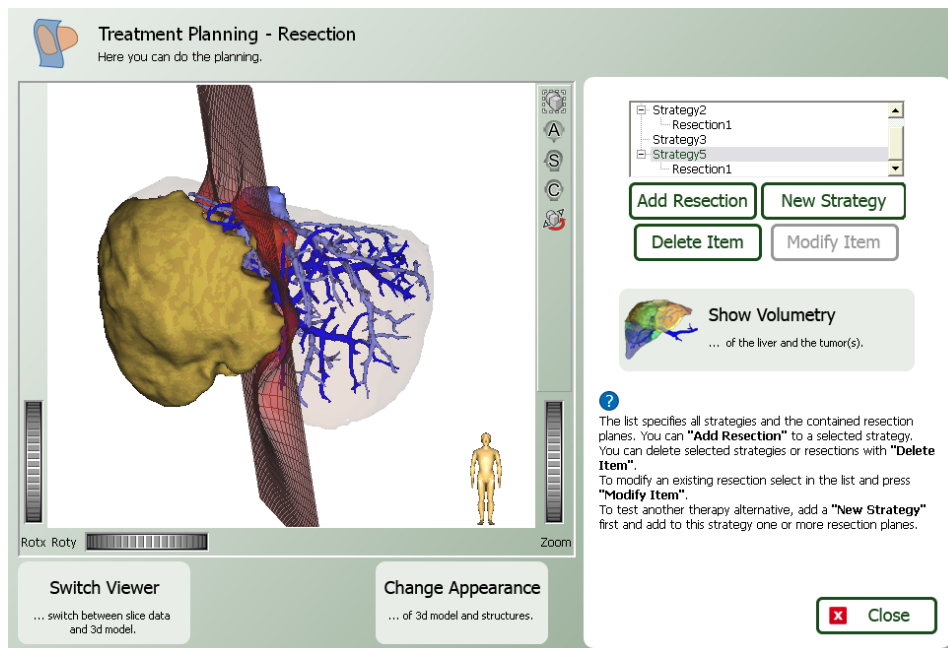 Treatment Planning - Resection
Here you can do the planning.
A
S
C
Rotx Roty
Zoom
Switch Viewer
... switch between slice data
and 3d model.
Change Appearance
... of 3d model and structures.
Strategy2
Resection1
Strategy3
Strategy5
Resection1
Add Resection
New Strategy
Delete Item
Modify Item
Show Volumetry
... of the liver and the tumor(s).
?
The list specifies all strategies and the contained resection
planes. You can "Add Resection" to a selected strategy.
You can delete selected strategies or resections with "Delete
Item".
To modify an existing resection select in the list and press
"Modify Item".
To test another therapy alternative, add a "New Strategy"
first and add to this strategy one or more resection planes.
x Close